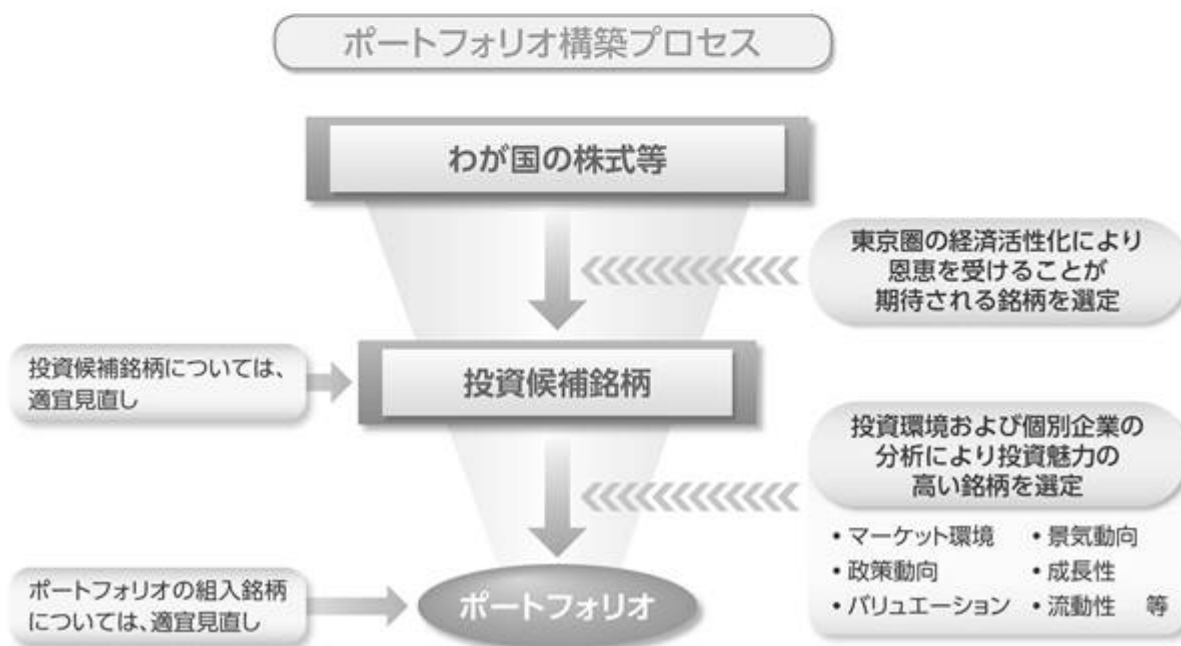 ポートフォリオ構築プロセス
わが国の株式等
東京圏の経済活性化により
恩恵を受けることが
期待される銘柄を選定
投資候補銘柄については、
適宜見直し
投資候補銘柄
投資環境および個別企業の
分析により投資魅力の
高い銘柄を選定
• マーケット環境 • 景気動向
• 政策動向 • 成長性
• バリュエーション • 流動性 等
ポートフォリオの組入銘柄
については、適宜見直し
ポートフォリオ